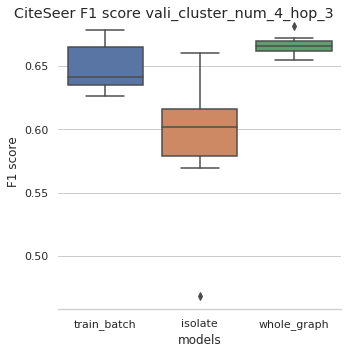 CiteSeer F1 score vali_cluster_num_4_hop_3
0.65
0.60
0.55
0.50
F1 score
train_batch isolate whole_graph
models